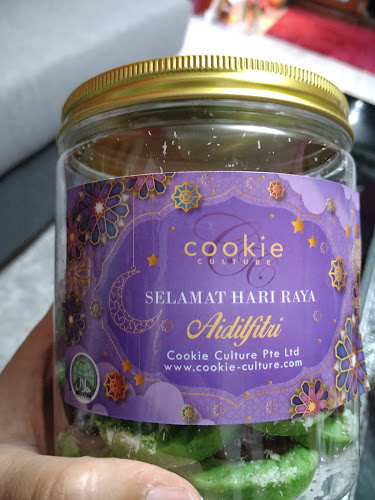 cookie
CULTURE
SELAMAT HARI RAYA
Aidilfitri
Cookie Culture Pte Ltd
www.cookie-culture.com